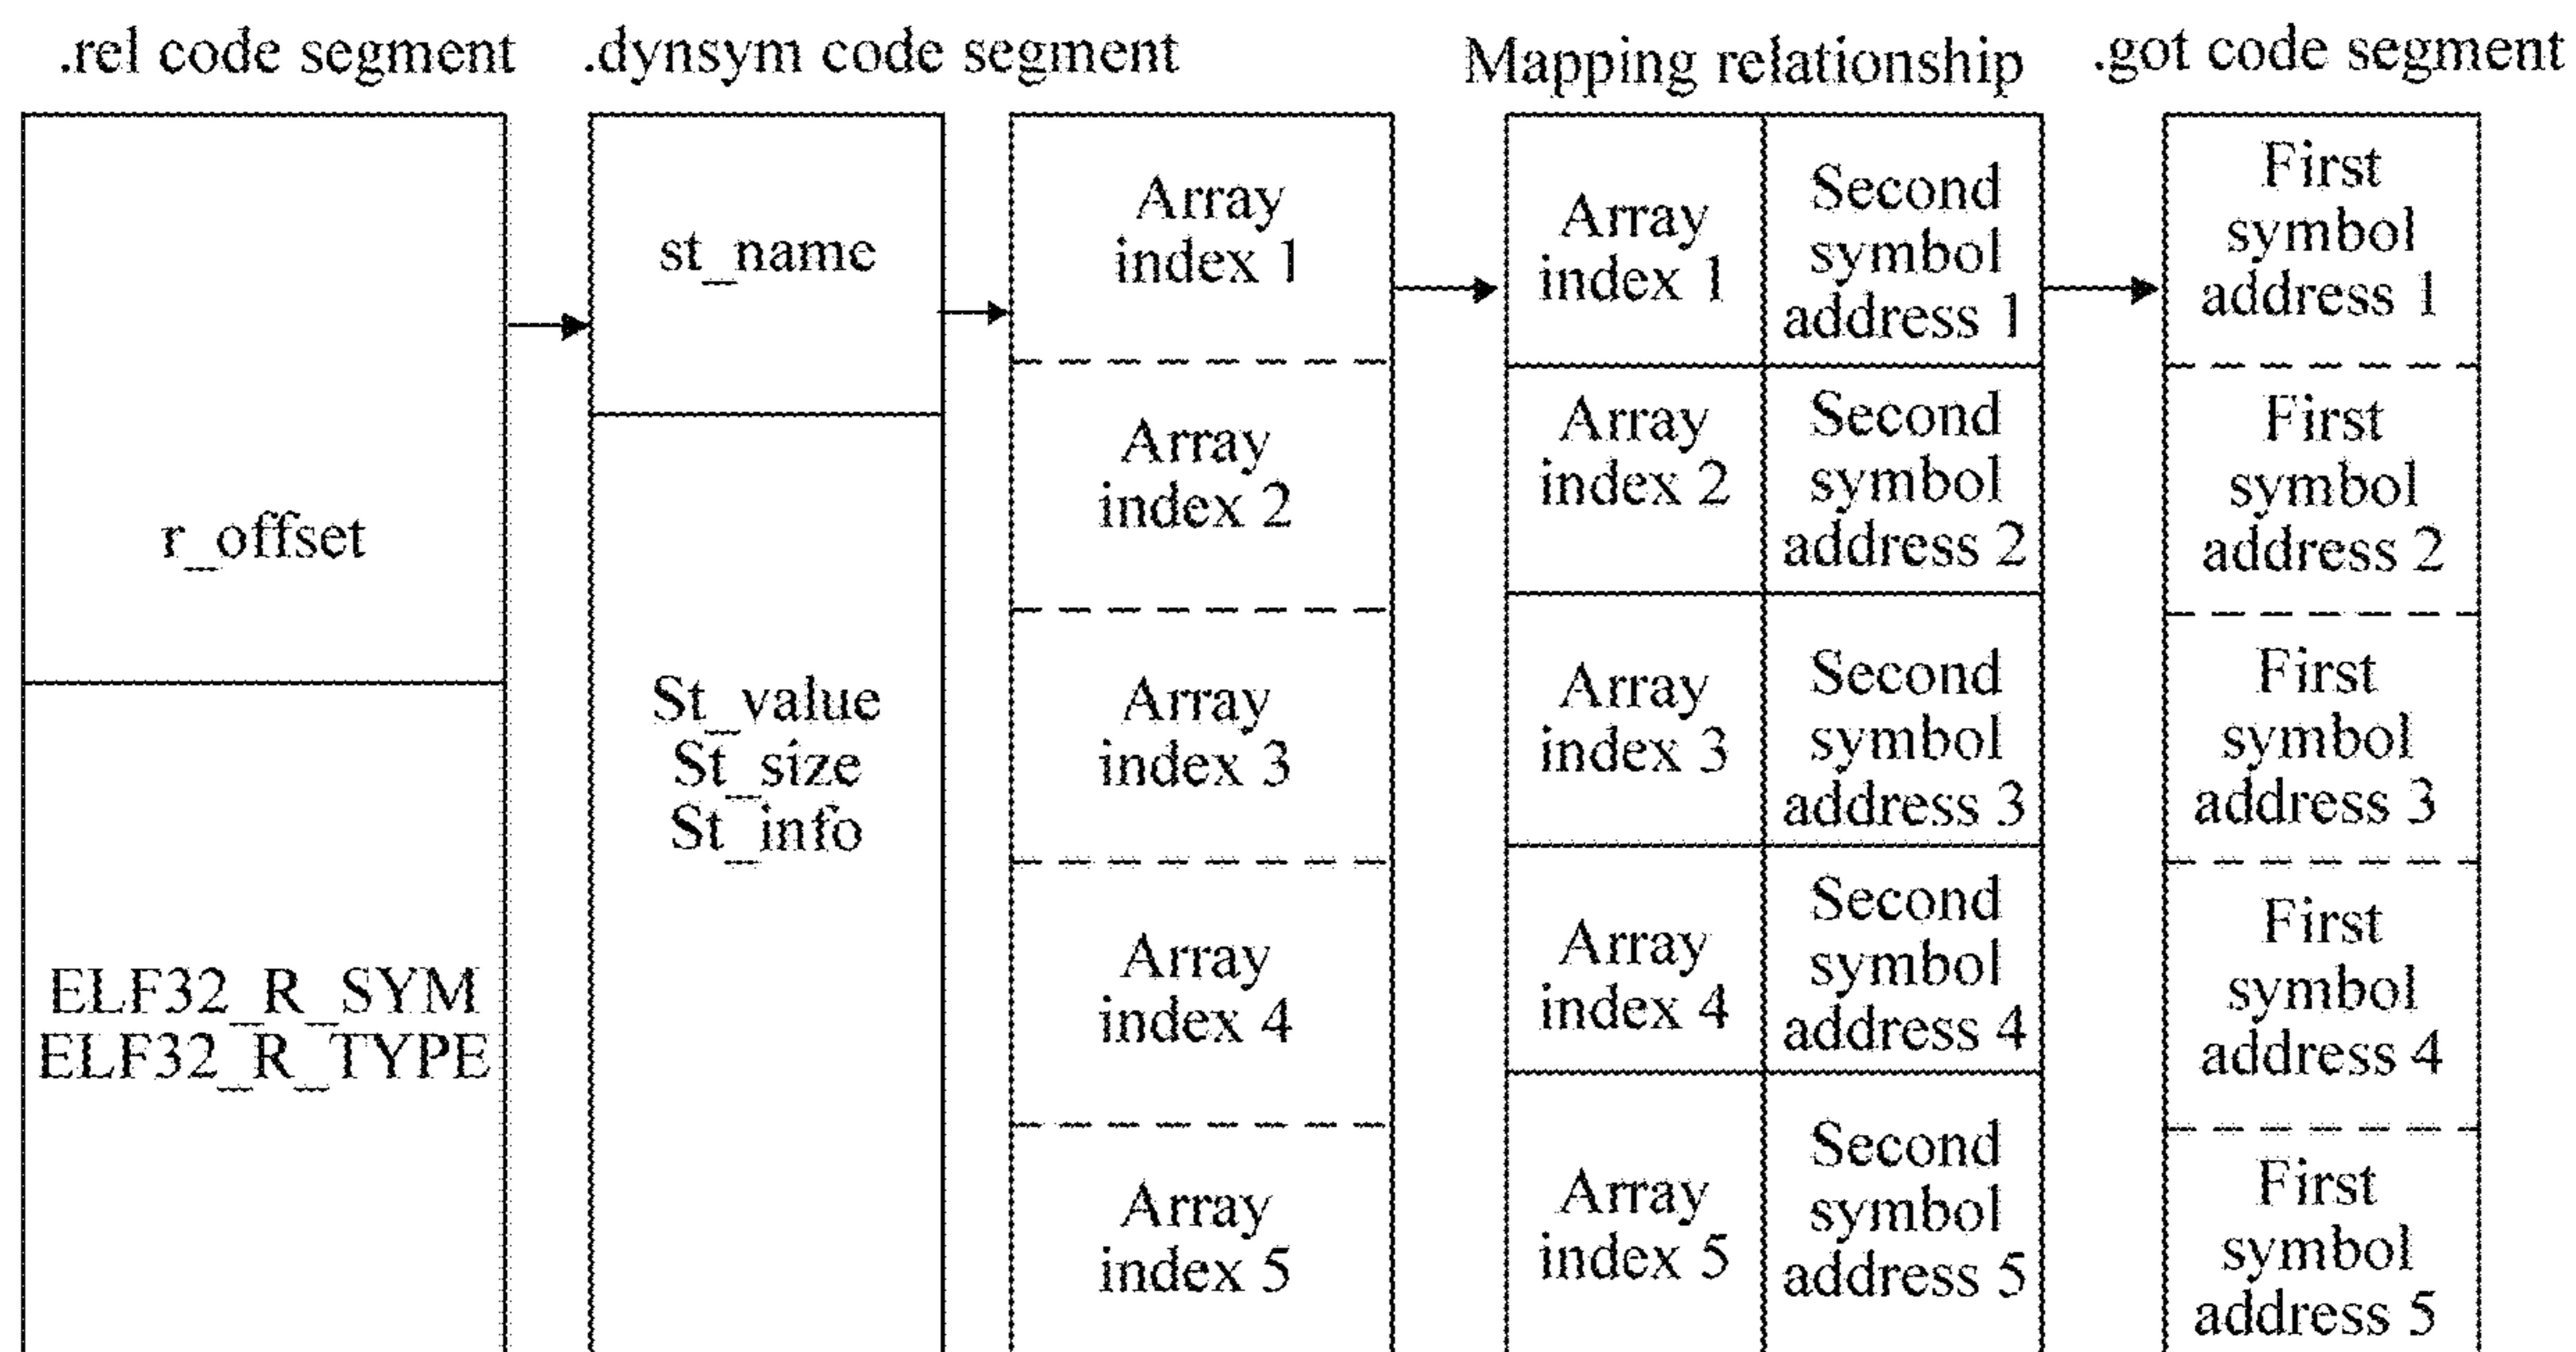 .rel code segment
.dynsym code segment
Mapping relationship
.got code segment
r_offset
ELF32_R_SYM
ELF32_R_TYPE
st_name
St_value
St_size
St_info
Array
index 1
Array
index 2
Array
index 3
Array
index 4
Array
index 5
Array
index 1
Second
symbol
address 1
Array
index 2
Second
symbol
address 2
Array
index 3
Second
symbol
address 3
Array
index 4
Second
symbol
address 4
Array
index 5
Second
symbol
address 5
First
symbol
address 1
First
symbol
address 2
First
symbol
address 3
First
symbol
address 4
First
symbol
address 5